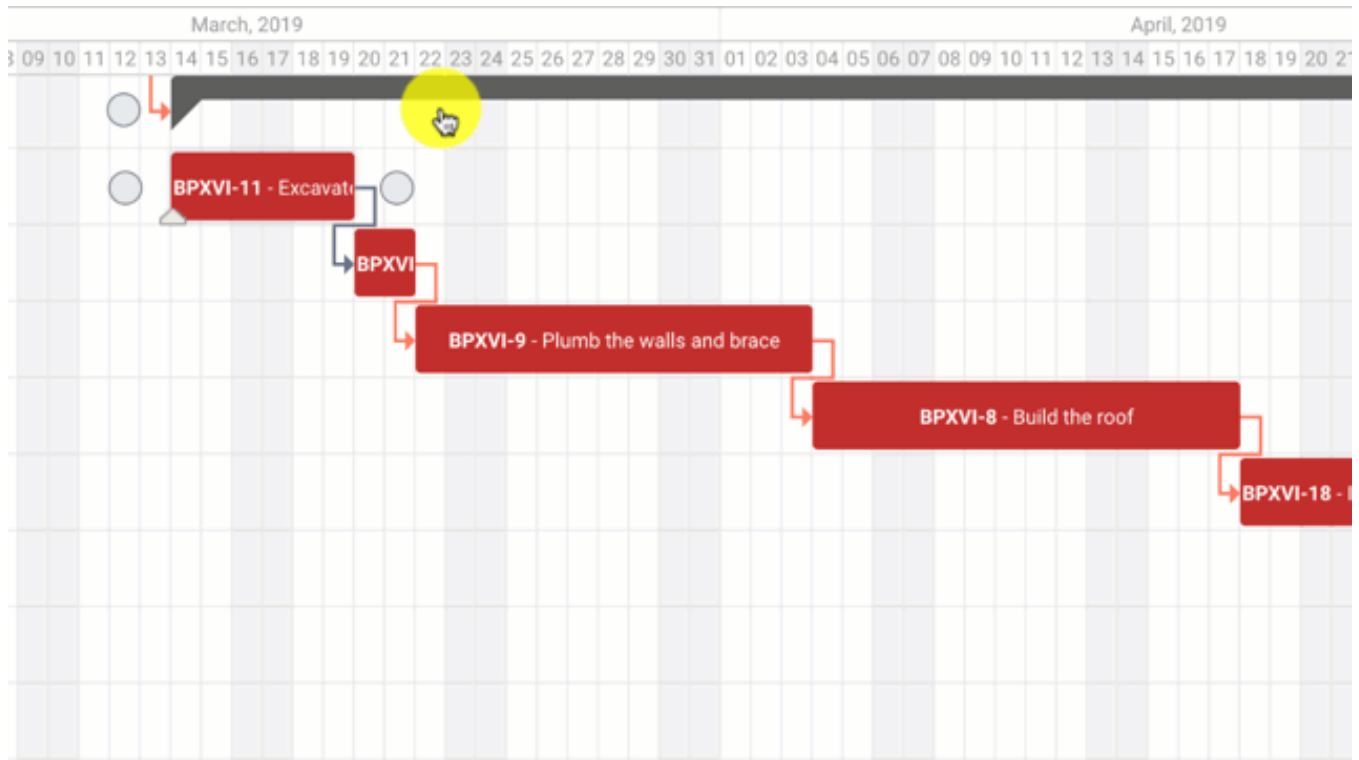 March, 2019 April, 2019
09 10 11 12 13 14 15 16 17 18 19 20 21 22 23 24 25 26 27 28 29 30 31 01 02 03 04 05 06 07 08 09 10 11 12 13 14 15 16 17 18 19 20
BPXVI-11 - Excavat
BPXVI
BPXVI-9 - Plumb the walls and brace
BPXVI-8 - Build the roof
BPXVI-18 -